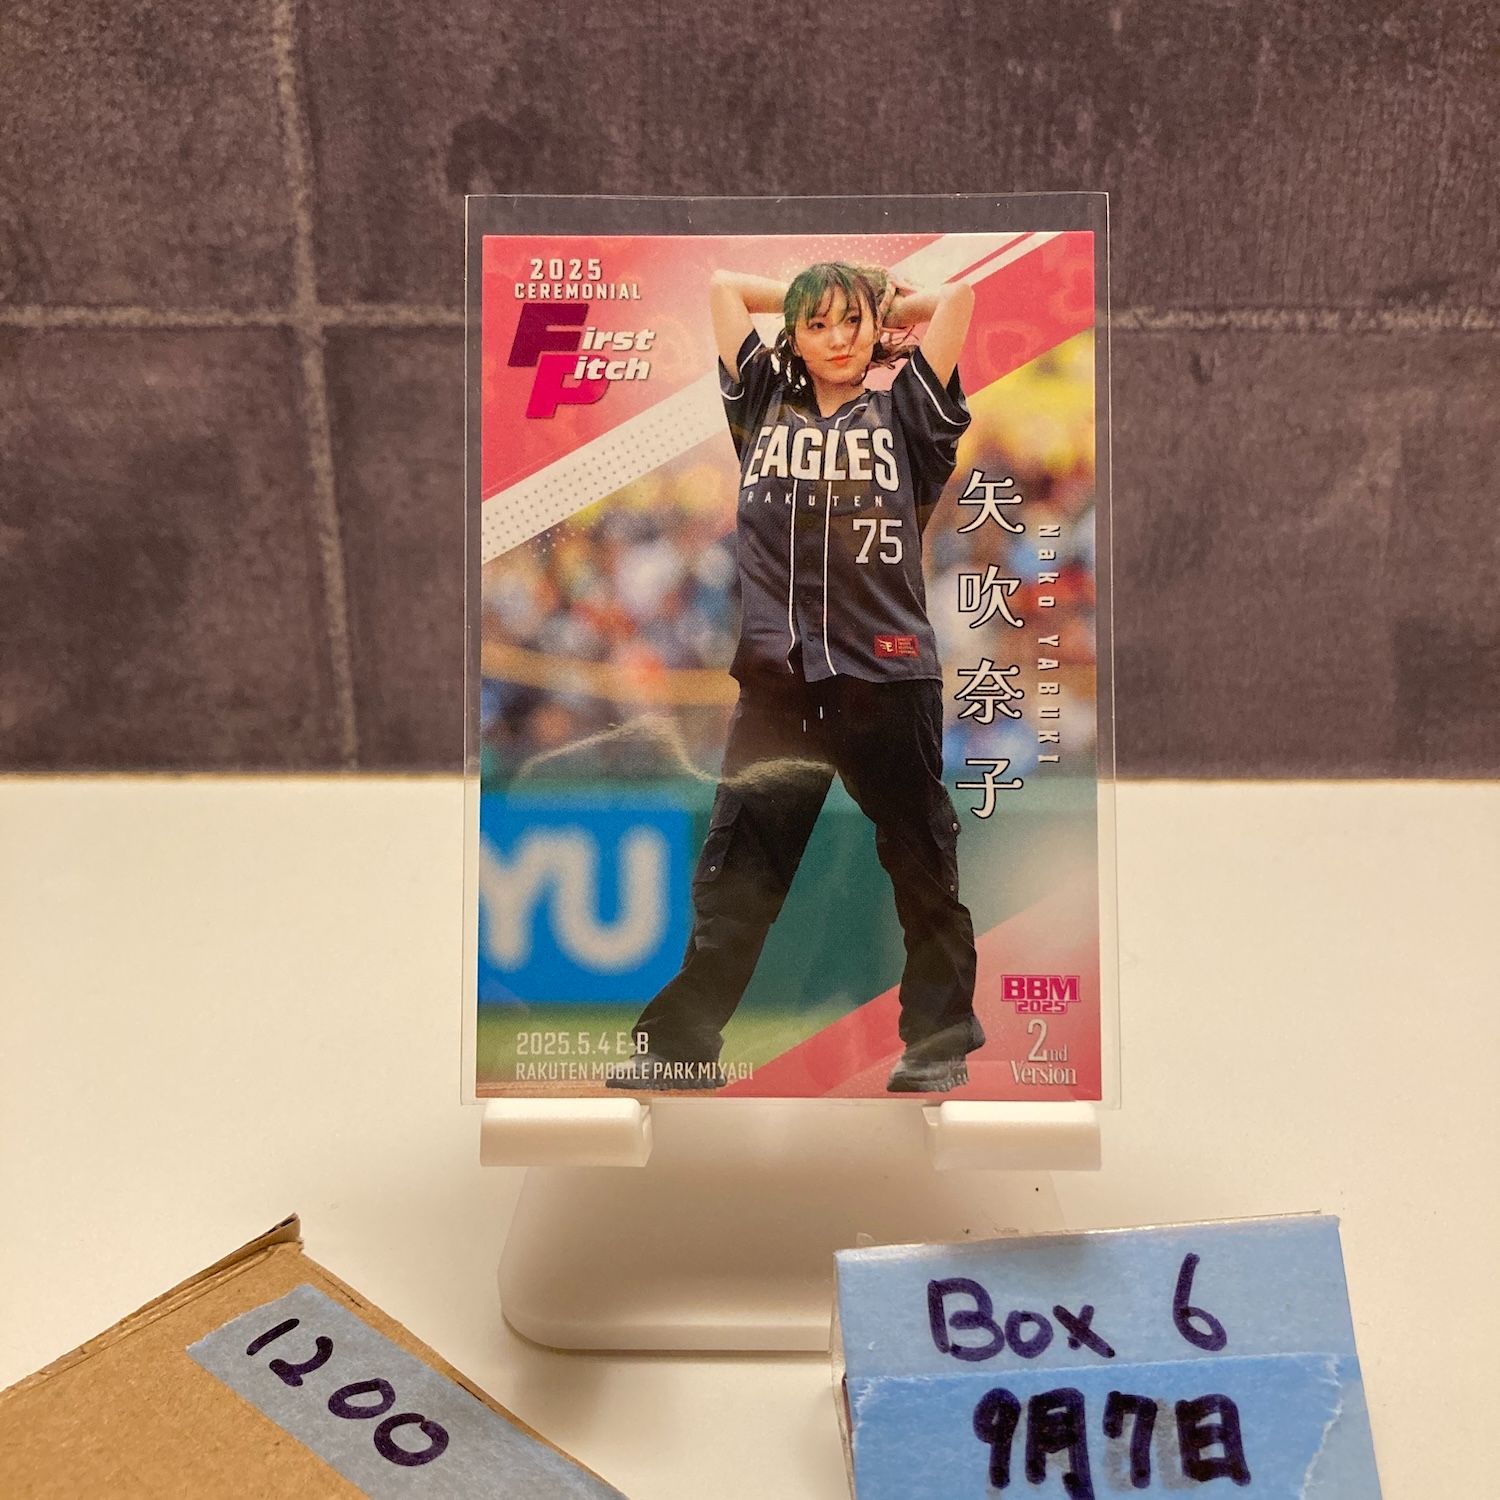 2025
CEREMONIAL
First
Pitch
EAGLES
RAKUTEN
75
矢吹奈子
Nako YABUKI
YU
2025.5.4 E-B
RAKUTEN MOBILE PARK MIYAGI
BBM
2025
2nd
Version
1200
Box 6
9月7日